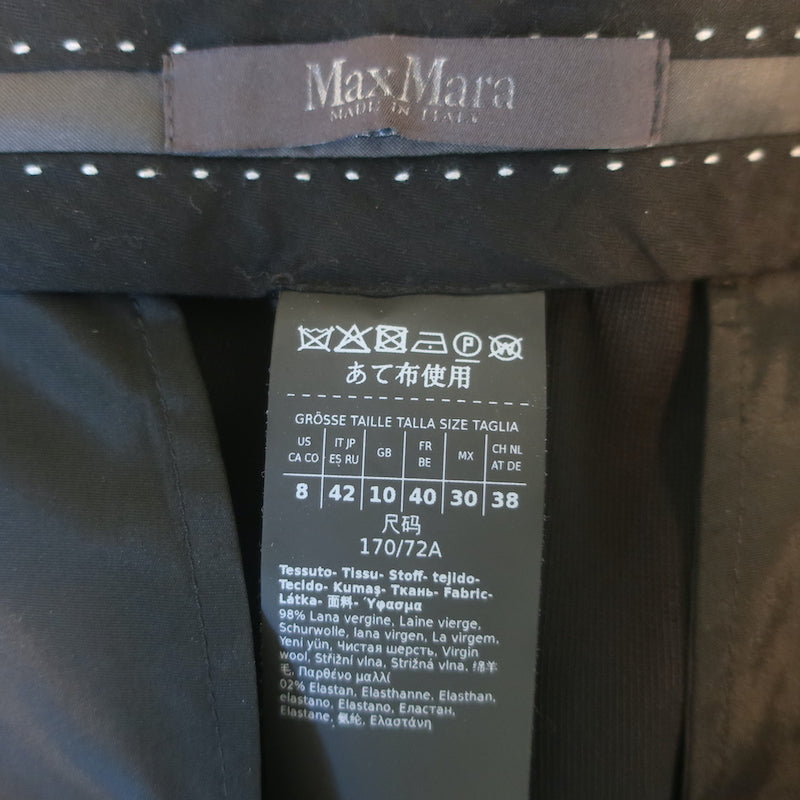 MaxMara
MADE IN ITALY
あて布使用
GRÖSSE TAILLE TALLA SIZE TAGLIA
US CA CO | IT JP ES RU | GB | FR BE | MX | CH NL AT DE
8 | 42 | 10 | 40 | 30 | 38
尺码
170/72A
Tessuto- Tissu- Stoff- tejido-
Tecido- Kumaş- Ткань- Fabric-
Látka- 面料- Ύφασμα
98% Lana vergine, Laine vierge,
Schurwolle, lana virgen, La virgem,
Yeni yün, Чистая шерсть, Virgin
wool, Střižní vlna, Strižná vlna, 绵羊
毛, Παρθένο μαλλί
02% Elastan, Elasthanne, Elasthan,
elastano, Elastano, Еластан,
Elastane, 氨纶, Ελαστάνη